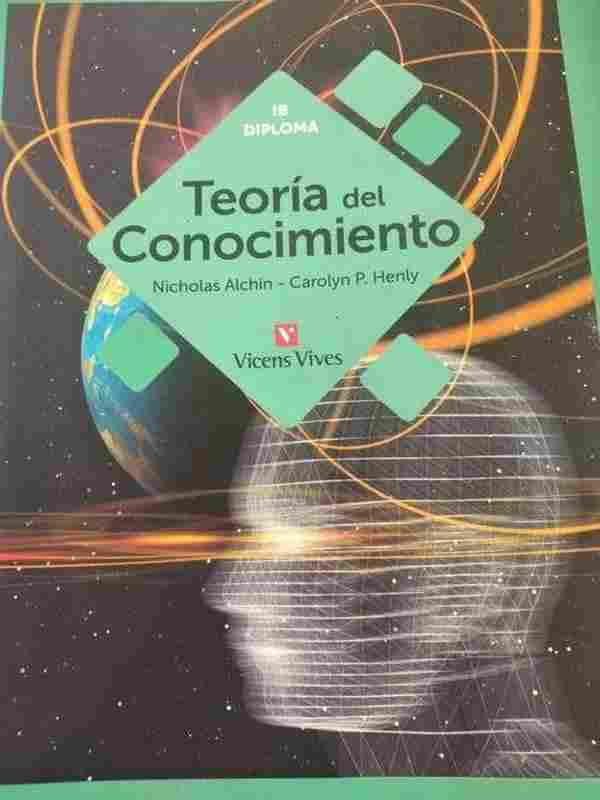 IB
DIPLOMA
Teoría del
Conocimiento
Nicholas Alchin - Carolyn P. Henly
V
Vicens Vives